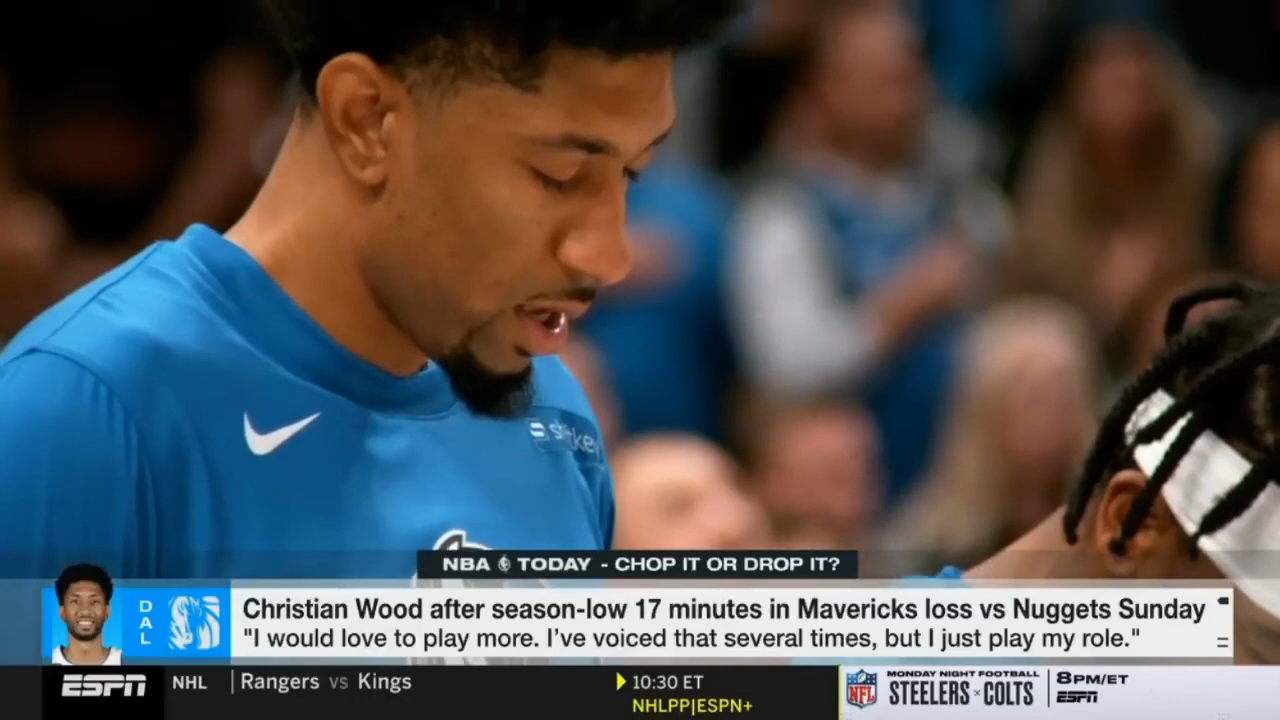 NBA TODAY - CHOP IT OR DROP IT?
DAL
Christian Wood after season-low 17 minutes in Mavericks loss vs Nuggets Sunday
"I would love to play more. I've voiced that several times, but I just play my role."
ESPN
NHL
Rangers vs Kings
10:30 ET
NHLPP|ESPN+
NFL
MONDAY NIGHT FOOTBALL
STEELERS × COLTS
8PM/ET
ESPN